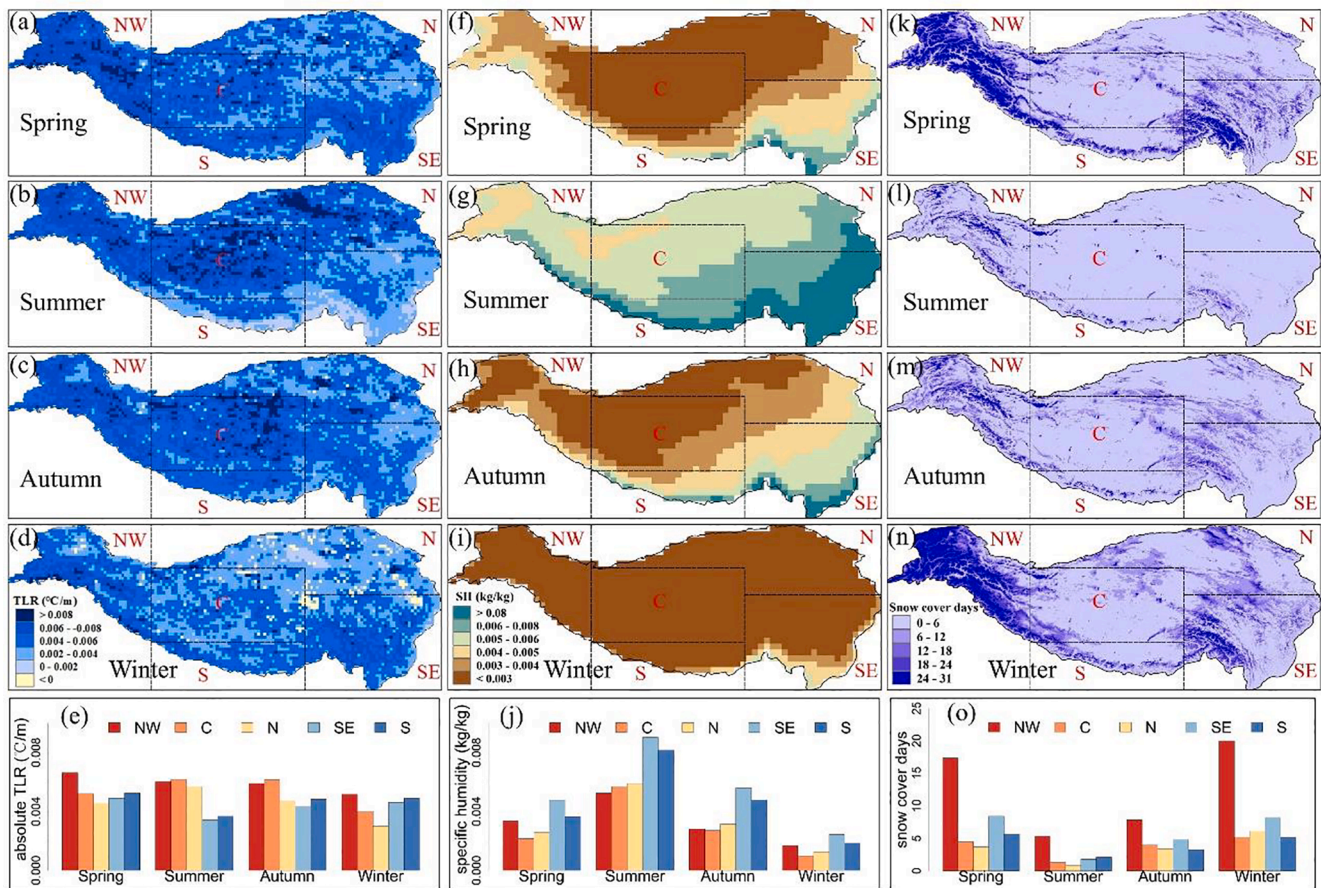 (a) NW N
C
Spring
S SE
(f) NW N
C
Spring
S SE
(k) NW N
C
Spring
S SE
(b) NW N
C
Summer
S SE
(g) NW N
C
Summer
S SE
(l) NW N
C
Summer
S SE
(c) NW N
C
Autumn
S SE
(h) NW N
C
Autumn
S SE
(m) NW N
C
Autumn
S SE
(d) NW N
C
TLR (°C/m)
> 0.008
0.006 - -0.008
0.004 - 0.006
0.002 - 0.004
0 - 0.002
< 0
Winter
S SE
(i) NW N
C
SH (kg/kg)
> 0.08
0.006 - 0.008
0.005 - 0.006
0.004 - 0.005
0.003 - 0.004
< 0.003
Winter
S SE
(n) NW N
C
Snow cover days
0 - 6
6 - 12
12 - 18
18 - 24
24 - 31
Winter
S SE
(e)
NW C N SE S
absolute TLR (℃/m)
0.008
0.004
0.000
Spring Summer Autumn Winter
(j)
NW C N SE S
specific humidity (kg/kg)
0.008
0.004
0.000
Spring Summer Autumn Winter
(o)
NW C N SE S
snow cover days
25
20
15
10
5
0
Spring Summer Autumn Winter